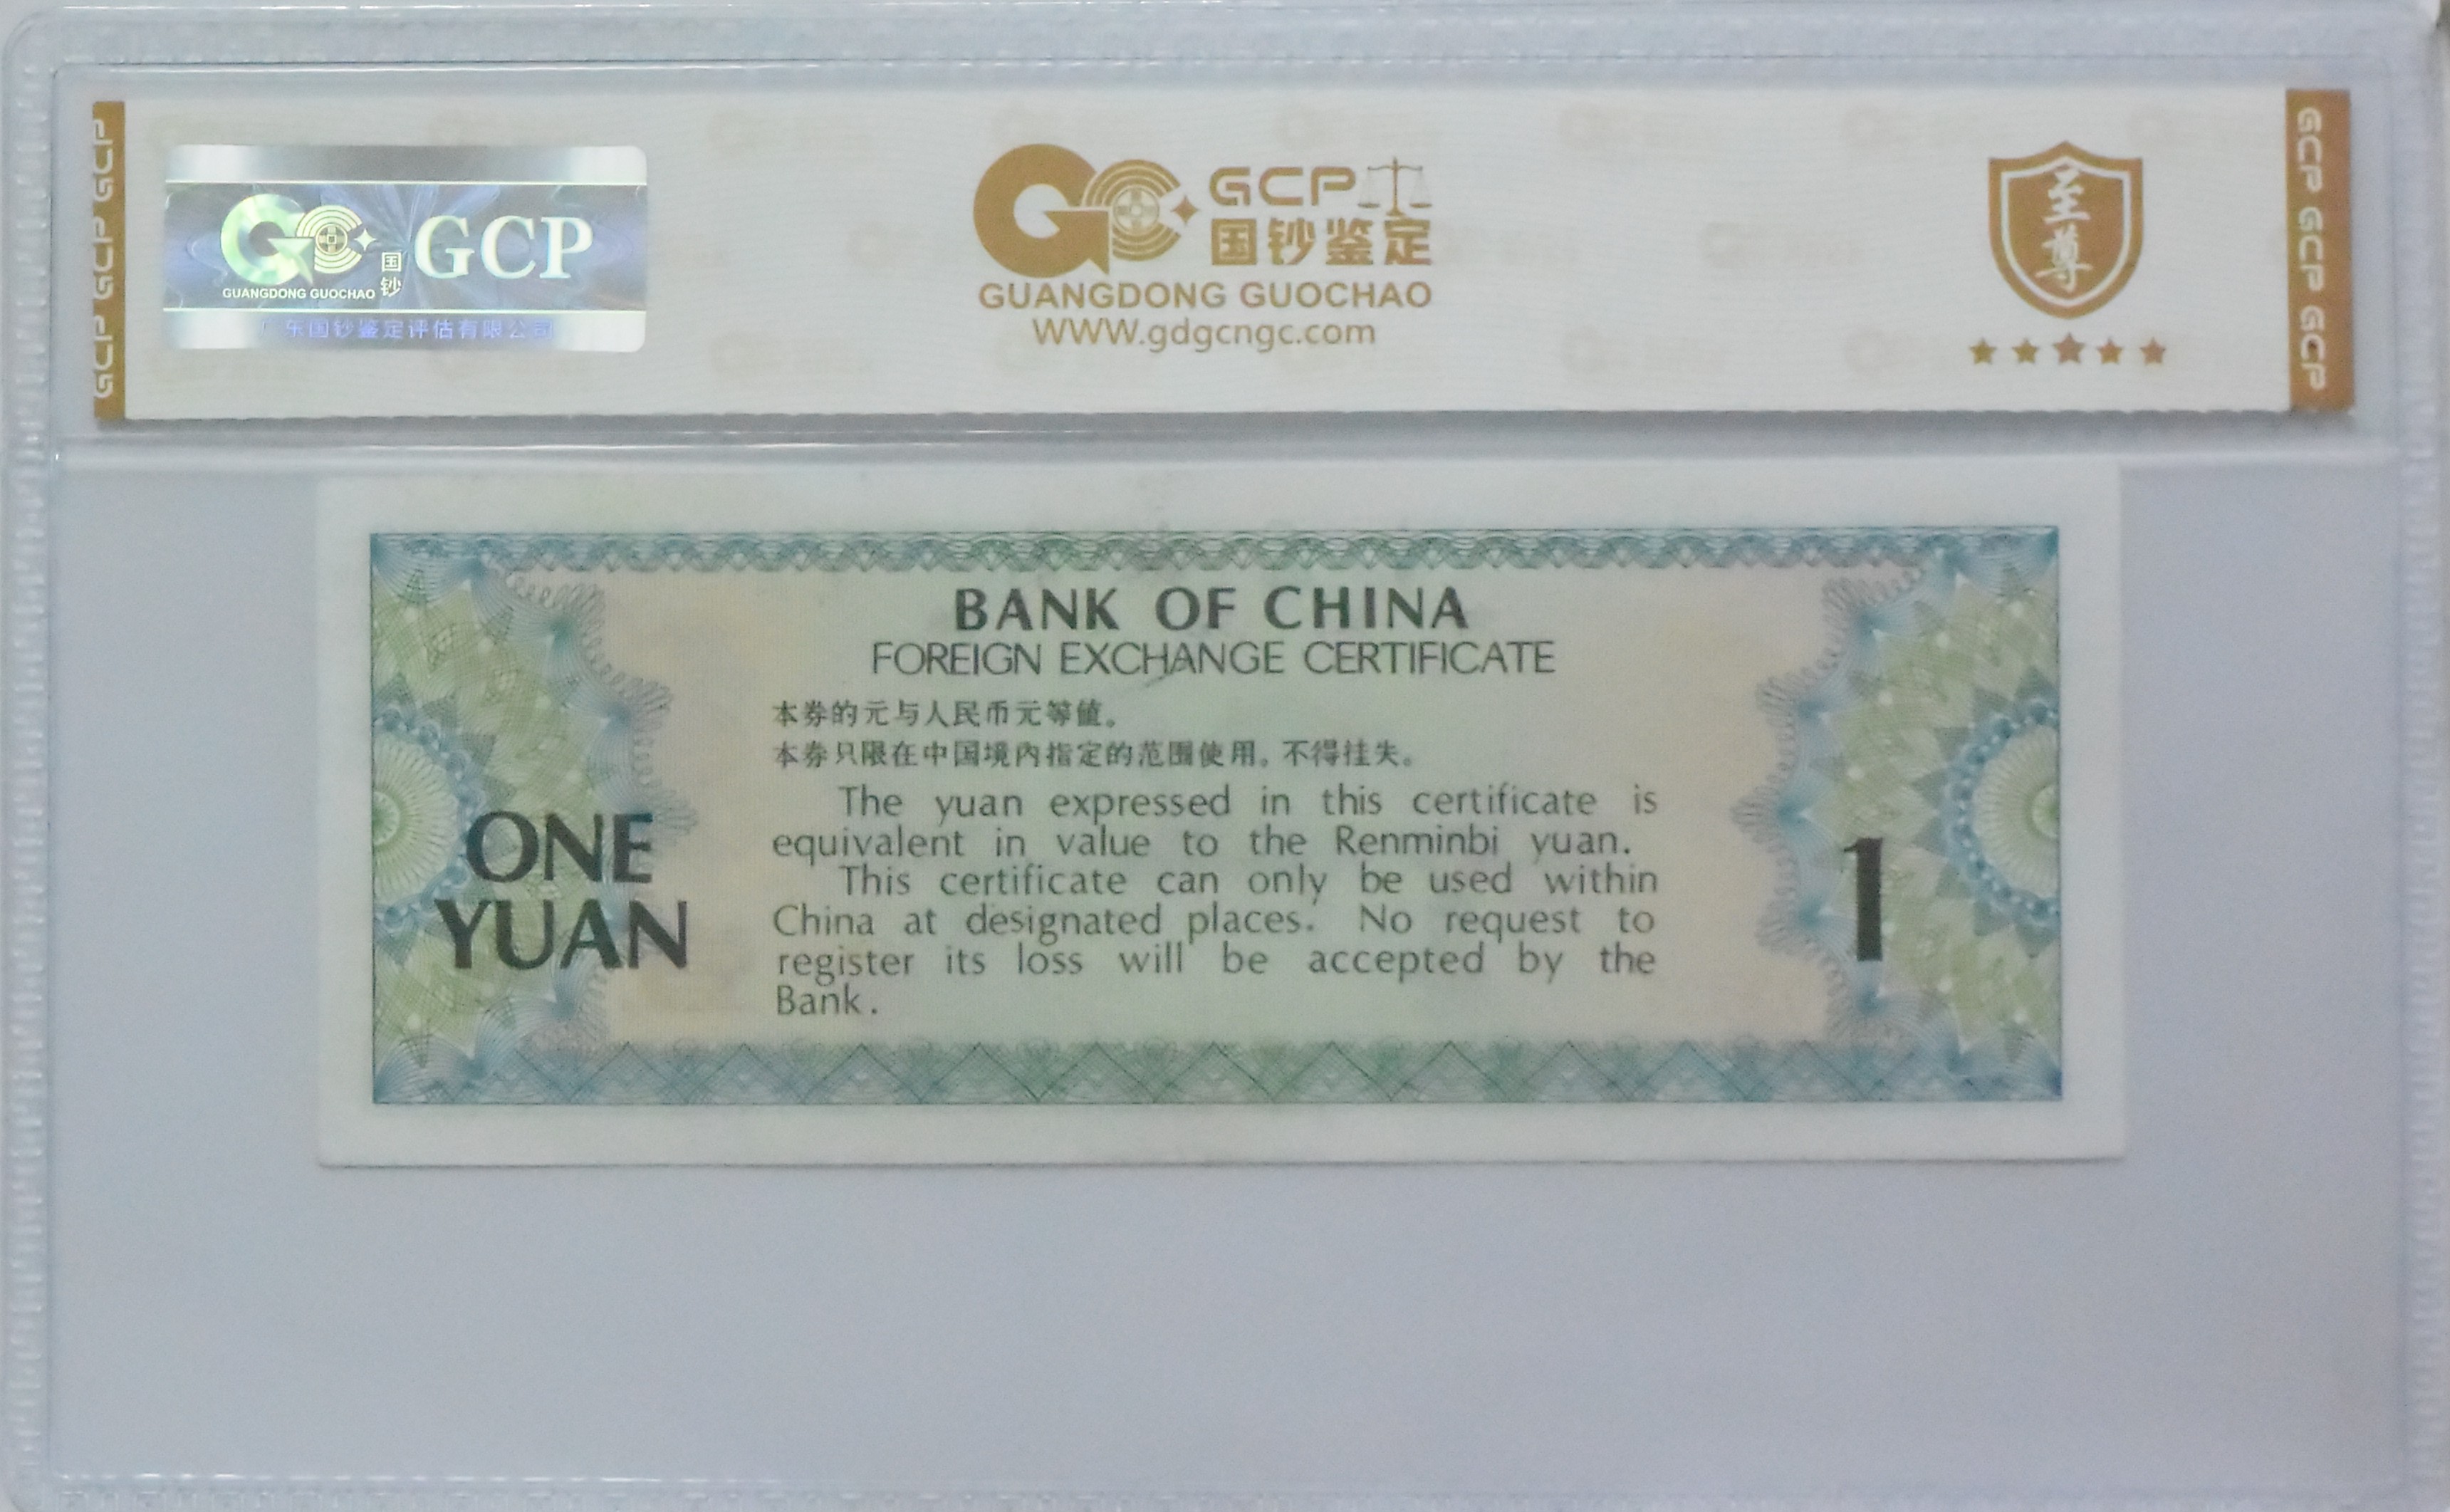 GCP GCP GCP
GCP
国
钞
GUANGDONG GUOCHAO
广东国钞鉴定评估有限公司
GCP
国钞鉴定
GUANGDONG GUOCHAO
WWW.gdgcngc.com
至
尊
GCP GCP GCP
BANK OF CHINA
FOREIGN EXCHANGE CERTIFICATE
本券的元与人民币元等值。
本券只限在中国境内指定的范围使用。不得挂失。
The yuan expressed in this certificate is
equivalent in value to the Renminbi yuan.
This certificate can only be used within
China at designated places. No request to
register its loss will be accepted by the
Bank.
ONE
YUAN
1